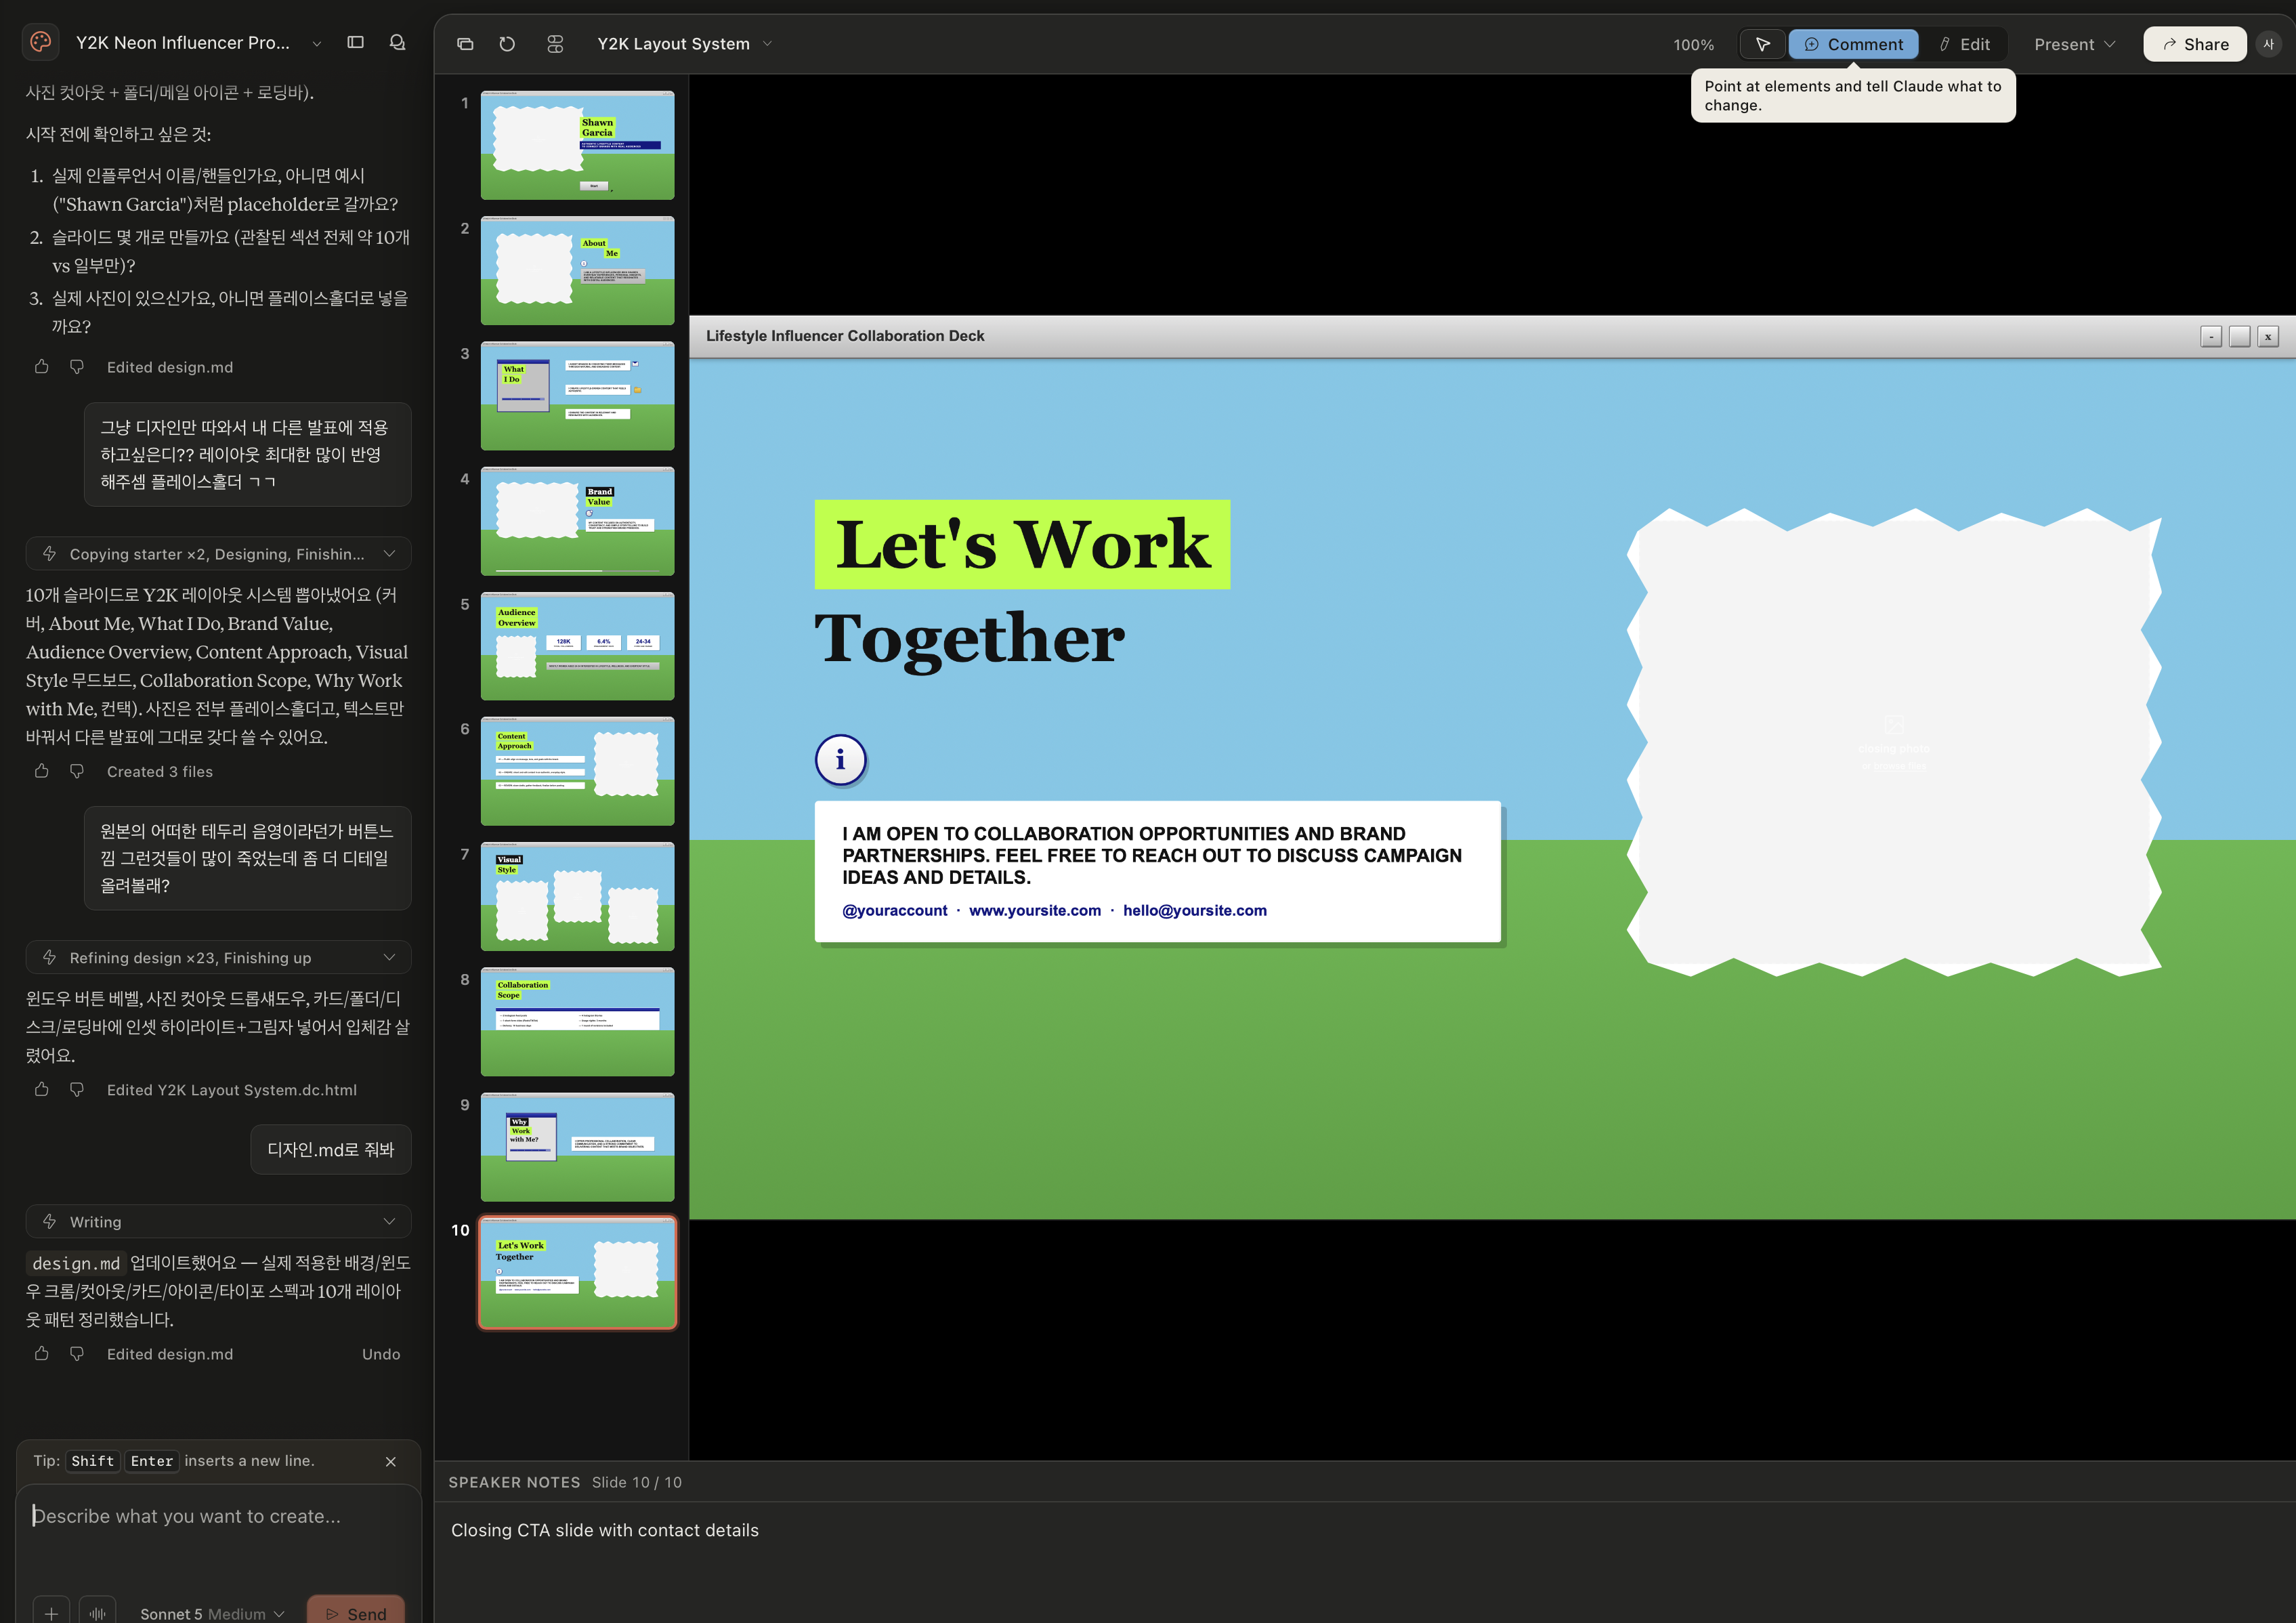 Y2K Neon Influencer Pro...
사진 컷아웃 + 폴더/메일 아이콘 + 로딩바).
시작 전에 확인하고 싶은 것:
1. 실제 인플루언서 이름/핸들인가요, 아니면 예시
("Shawn Garcia")처럼 placeholder로 갈까요?
2. 슬라이드 몇 개로 만들까요 (관찰된 섹션 전체 약 10개
vs 일부만)?
3. 실제 사진이 있으신가요, 아니면 플레이스홀더로 넣을
까요?
Edited design.md
그냥 디자인만 따와서 내 다른 발표에 적용
하고싶은디?? 레이아웃 최대한 많이 반영
해주셈 플레이스홀더 ㄱㄱ
Copying starter ×2, Designing, Finishin...
10개 슬라이드로 Y2K 레이아웃 시스템 뽑아냈어요 (커
버, About Me, What I Do, Brand Value,
Audience Overview, Content Approach, Visual
Style 무드보드, Collaboration Scope, Why Work
with Me, 컨택). 사진은 전부 플레이스홀더고, 텍스트만
바꿔서 다른 발표에 그대로 갖다 쓸 수 있어요.
Created 3 files
원본의 어떠한 테두리 음영이라던가 버튼느
낌 그런것들이 많이 죽었는데 좀 더 디테일
올려볼래?
Refining design ×23, Finishing up
윈도우 버튼 베벨, 사진 컷아웃 드롭섀도우, 카드/폴더/디
스크/로딩바에 인셋 하이라이트+그림자 넣어서 입체감 살
렸어요.
Edited Y2K Layout System.dc.html
디자인.md로 줘봐
Writing
design.md 업데이트했어요 — 실제 적용한 배경/윈도
우 크롬/컷아웃/카드/아이콘/타이포 스펙과 10개 레이아
웃 패턴 정리했습니다.
Edited design.md Undo
Tip: Shift Enter inserts a new line.
Describe what you want to create...
Sonnet 5 Medium Send
Y2K Layout System
100% Comment Edit Present Share 사
Point at elements and tell Claude what to
change.
1
Shawn
Garcia
Start
2
About
Me
3
What
I Do
4
Brand
Value
5
Audience
Overview
128K 6.4% 24-34
6
Content
Approach
7
Visual
Style
8
Collaboration
Scope
9
Why
Work
with Me?
10
Let's Work
Together
Lifestyle Influencer Collaboration Deck - x
Let's Work
Together
i
I AM OPEN TO COLLABORATION OPPORTUNITIES AND BRAND
PARTNERSHIPS. FEEL FREE TO REACH OUT TO DISCUSS CAMPAIGN
IDEAS AND DETAILS.
@youraccount · www.yoursite.com · hello@yoursite.com
closing photo
or browse files
SPEAKER NOTES Slide 10 / 10
Closing CTA slide with contact details